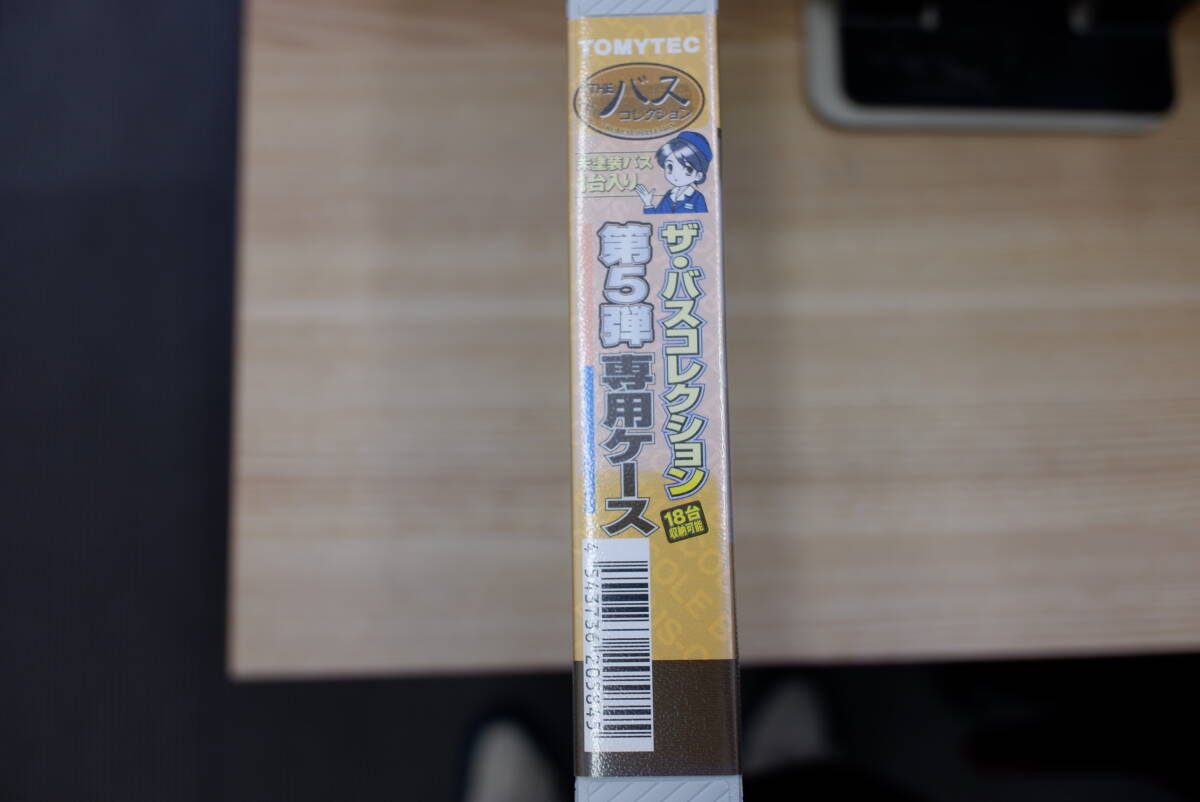 TOMYTEC
THE バス
コレクション
未塗装バス
台入り
ザ・バスコレクション
第5弾 専用ケース
18台
収納可能